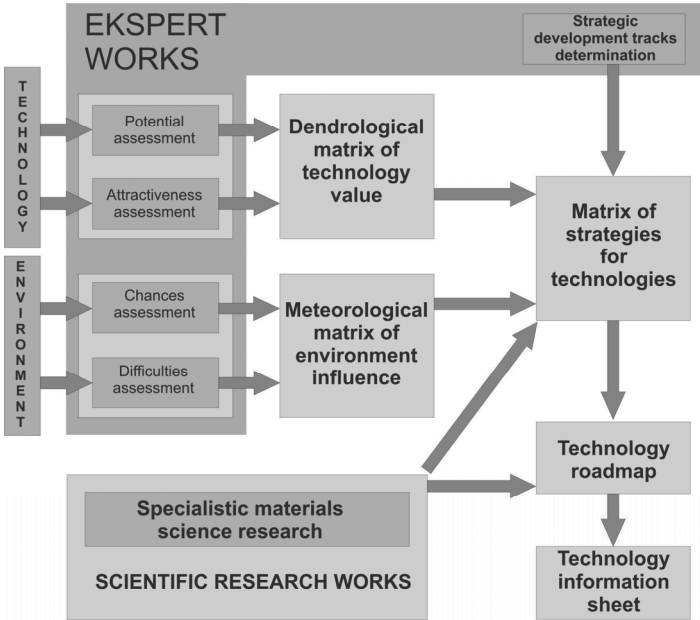 EKSPERT
WORKS
Strategic
development tracks
determination
TECHNOLOGY
Potential
assessment
Attractiveness
assessment
Dendrological
matrix of
technology
value
Matrix of
strategies
for
technologies
ENVIRONMENT
Chances
assessment
Difficulties
assessment
Meteorological
matrix of
environment
influence
Technology
roadmap
Specialistic materials
science research
SCIENTIFIC RESEARCH WORKS
Technology
information
sheet